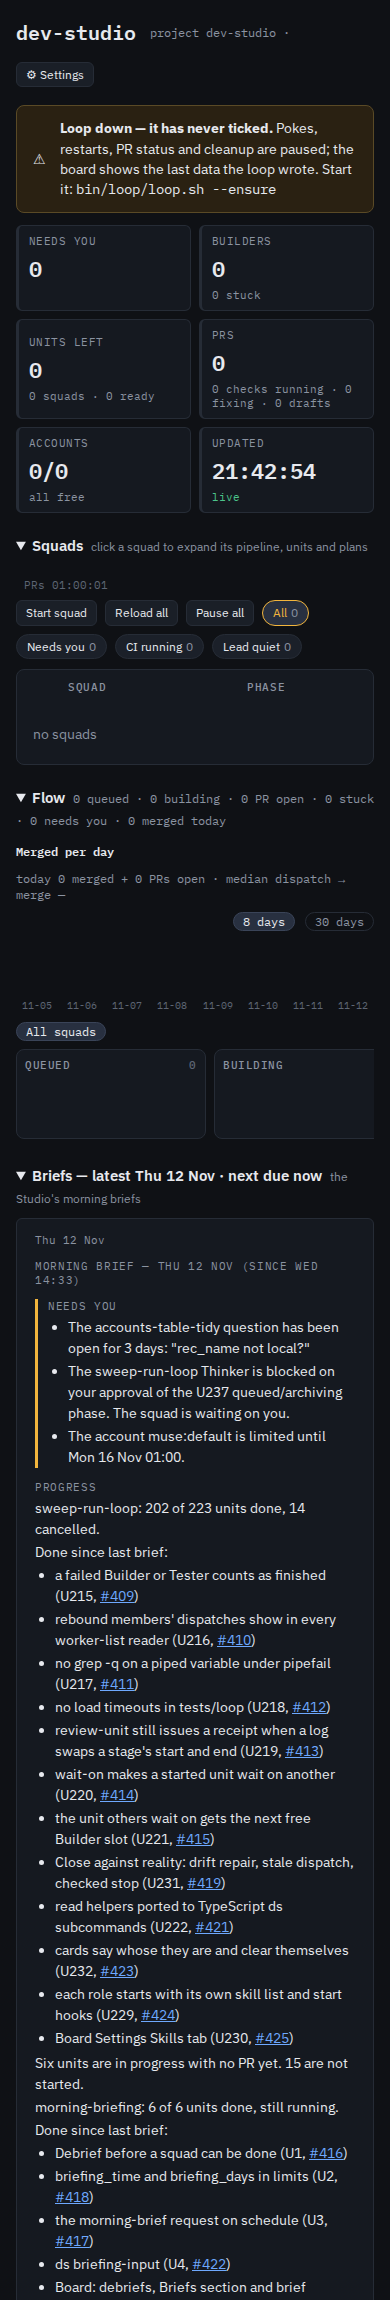 dev-studio project dev-studio ·
⚙ Settings
⚠ Loop down — it has never ticked. Pokes,
restarts, PR status and cleanup are paused; the
board shows the last data the loop wrote. Start
it: bin/loop/loop.sh --ensure
NEEDS YOU
0
BUILDERS
0
0 stuck
UNITS LEFT
0
0 squads · 0 ready
PRS
0
0 checks running · 0
fixing · 0 drafts
ACCOUNTS
0/0
all free
UPDATED
21:42:54
live
▼ Squads click a squad to expand its pipeline, units and plans
PRs 01:00:01
Start squad Reload all Pause all All 0
Needs you 0 CI running 0 Lead quiet 0
SQUAD PHASE
no squads
▼ Flow 0 queued · 0 building · 0 PR open · 0 stuck
· 0 needs you · 0 merged today
Merged per day
today 0 merged + 0 PRs open · median dispatch →
merge —
8 days 30 days
11-05 11-06 11-07 11-08 11-09 11-10 11-11 11-12
All squads
QUEUED 0 BUILDING
▼ Briefs — latest Thu 12 Nov · next due now the
Studio's morning briefs
Thu 12 Nov
MORNING BRIEF — THU 12 NOV (SINCE WED
14:33)
NEEDS YOU
• The accounts-table-tidy question has been
open for 3 days: "rec_name not local?"
• The sweep-run-loop Thinker is blocked on
your approval of the U237 queued/archiving
phase. The squad is waiting on you.
• The account muse:default is limited until
Mon 16 Nov 01:00.
PROGRESS
sweep-run-loop: 202 of 223 units done, 14
cancelled.
Done since last brief:
• a failed Builder or Tester counts as finished
(U215, #409)
• rebound members' dispatches show in every
worker-list reader (U216, #410)
• no grep -q on a piped variable under pipefail
(U217, #411)
• no load timeouts in tests/loop (U218, #412)
• review-unit still issues a receipt when a log
swaps a stage's start and end (U219, #413)
• wait-on makes a started unit wait on another
(U220, #414)
• the unit others wait on gets the next free
Builder slot (U221, #415)
• Close against reality: drift repair, stale dispatch,
checked stop (U231, #419)
• read helpers ported to TypeScript ds
subcommands (U222, #421)
• cards say whose they are and clear themselves
(U232, #423)
• each role starts with its own skill list and start
hooks (U229, #424)
• Board Settings Skills tab (U230, #425)
Six units are in progress with no PR yet. 15 are not
started.
morning-briefing: 6 of 6 units done, still running.
Done since last brief:
• Debrief before a squad can be done (U1, #416)
• briefing_time and briefing_days in limits (U2,
#418)
• the morning-brief request on schedule (U3,
#417)
• ds briefing-input (U4, #422)
• Board: debriefs, Briefs section and brief